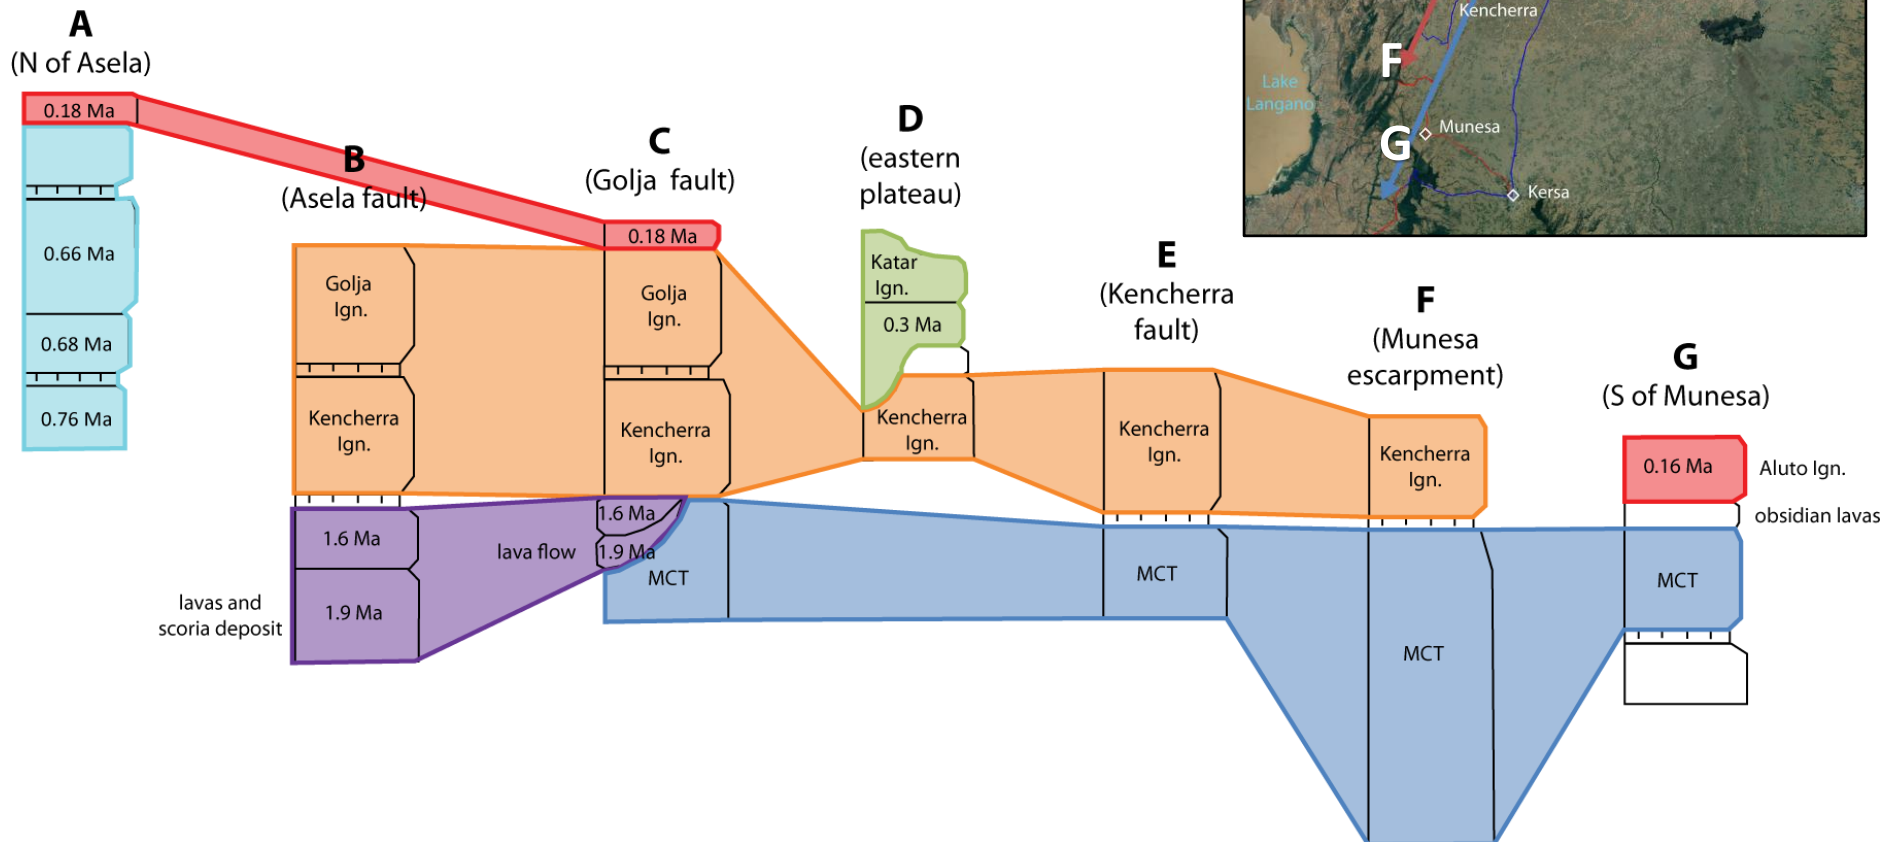 A
(N of Asela)
0.18 Ma
0.66 Ma
0.68 Ma
0.76 Ma
B
(Asela fault)
Golja
Ign.
Kencherra
Ign.
1.6 Ma
1.9 Ma
lavas and
scoria deposit
C
(Golja fault)
0.18 Ma
Golja
Ign.
Kencherra
Ign.
1.6 Ma
1.9 Ma
lava flow
MCT
D
(eastern
plateau)
Katar
Ign.
0.3 Ma
Kencherra
Ign.
E
(Kencherra
fault)
Kencherra
Ign.
MCT
F
(Munesa
escarpment)
Kencherra
Ign.
MCT
G
(S of Munesa)
0.16 Ma
Aluto Ign.
obsidian lavas
MCT
Kencherra
F
Lake
Langano
G
Munesa
Kersa